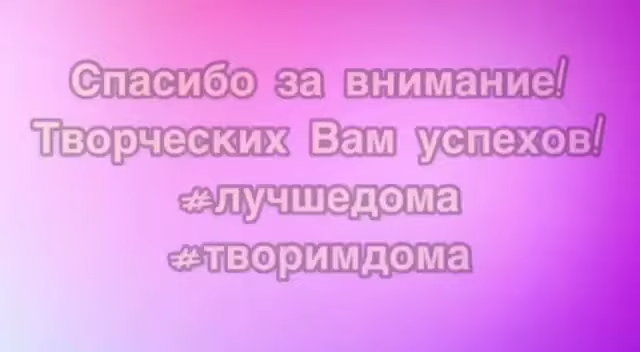 Спасибо за внимание!
Творческих Вам успехов!
#лучшедома
#творимдома